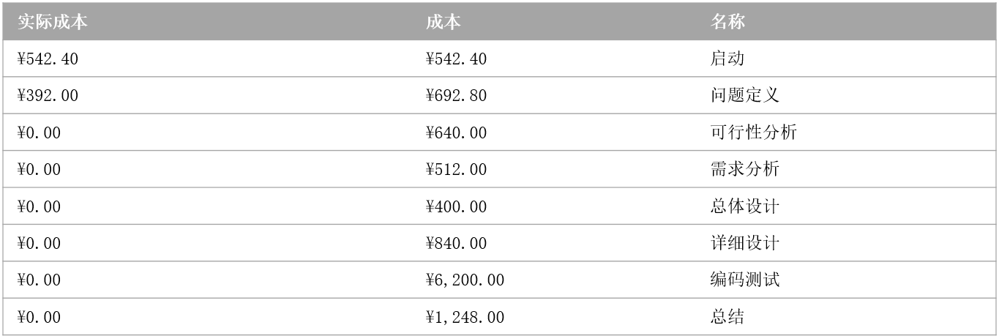 实际成本 成本 名称
¥542.40 ¥542.40 启动
¥392.00 ¥692.80 问题定义
¥0.00 ¥640.00 可行性分析
¥0.00 ¥512.00 需求分析
¥0.00 ¥400.00 总体设计
¥0.00 ¥840.00 详细设计
¥0.00 ¥6,200.00 编码测试
¥0.00 ¥1,248.00 总结